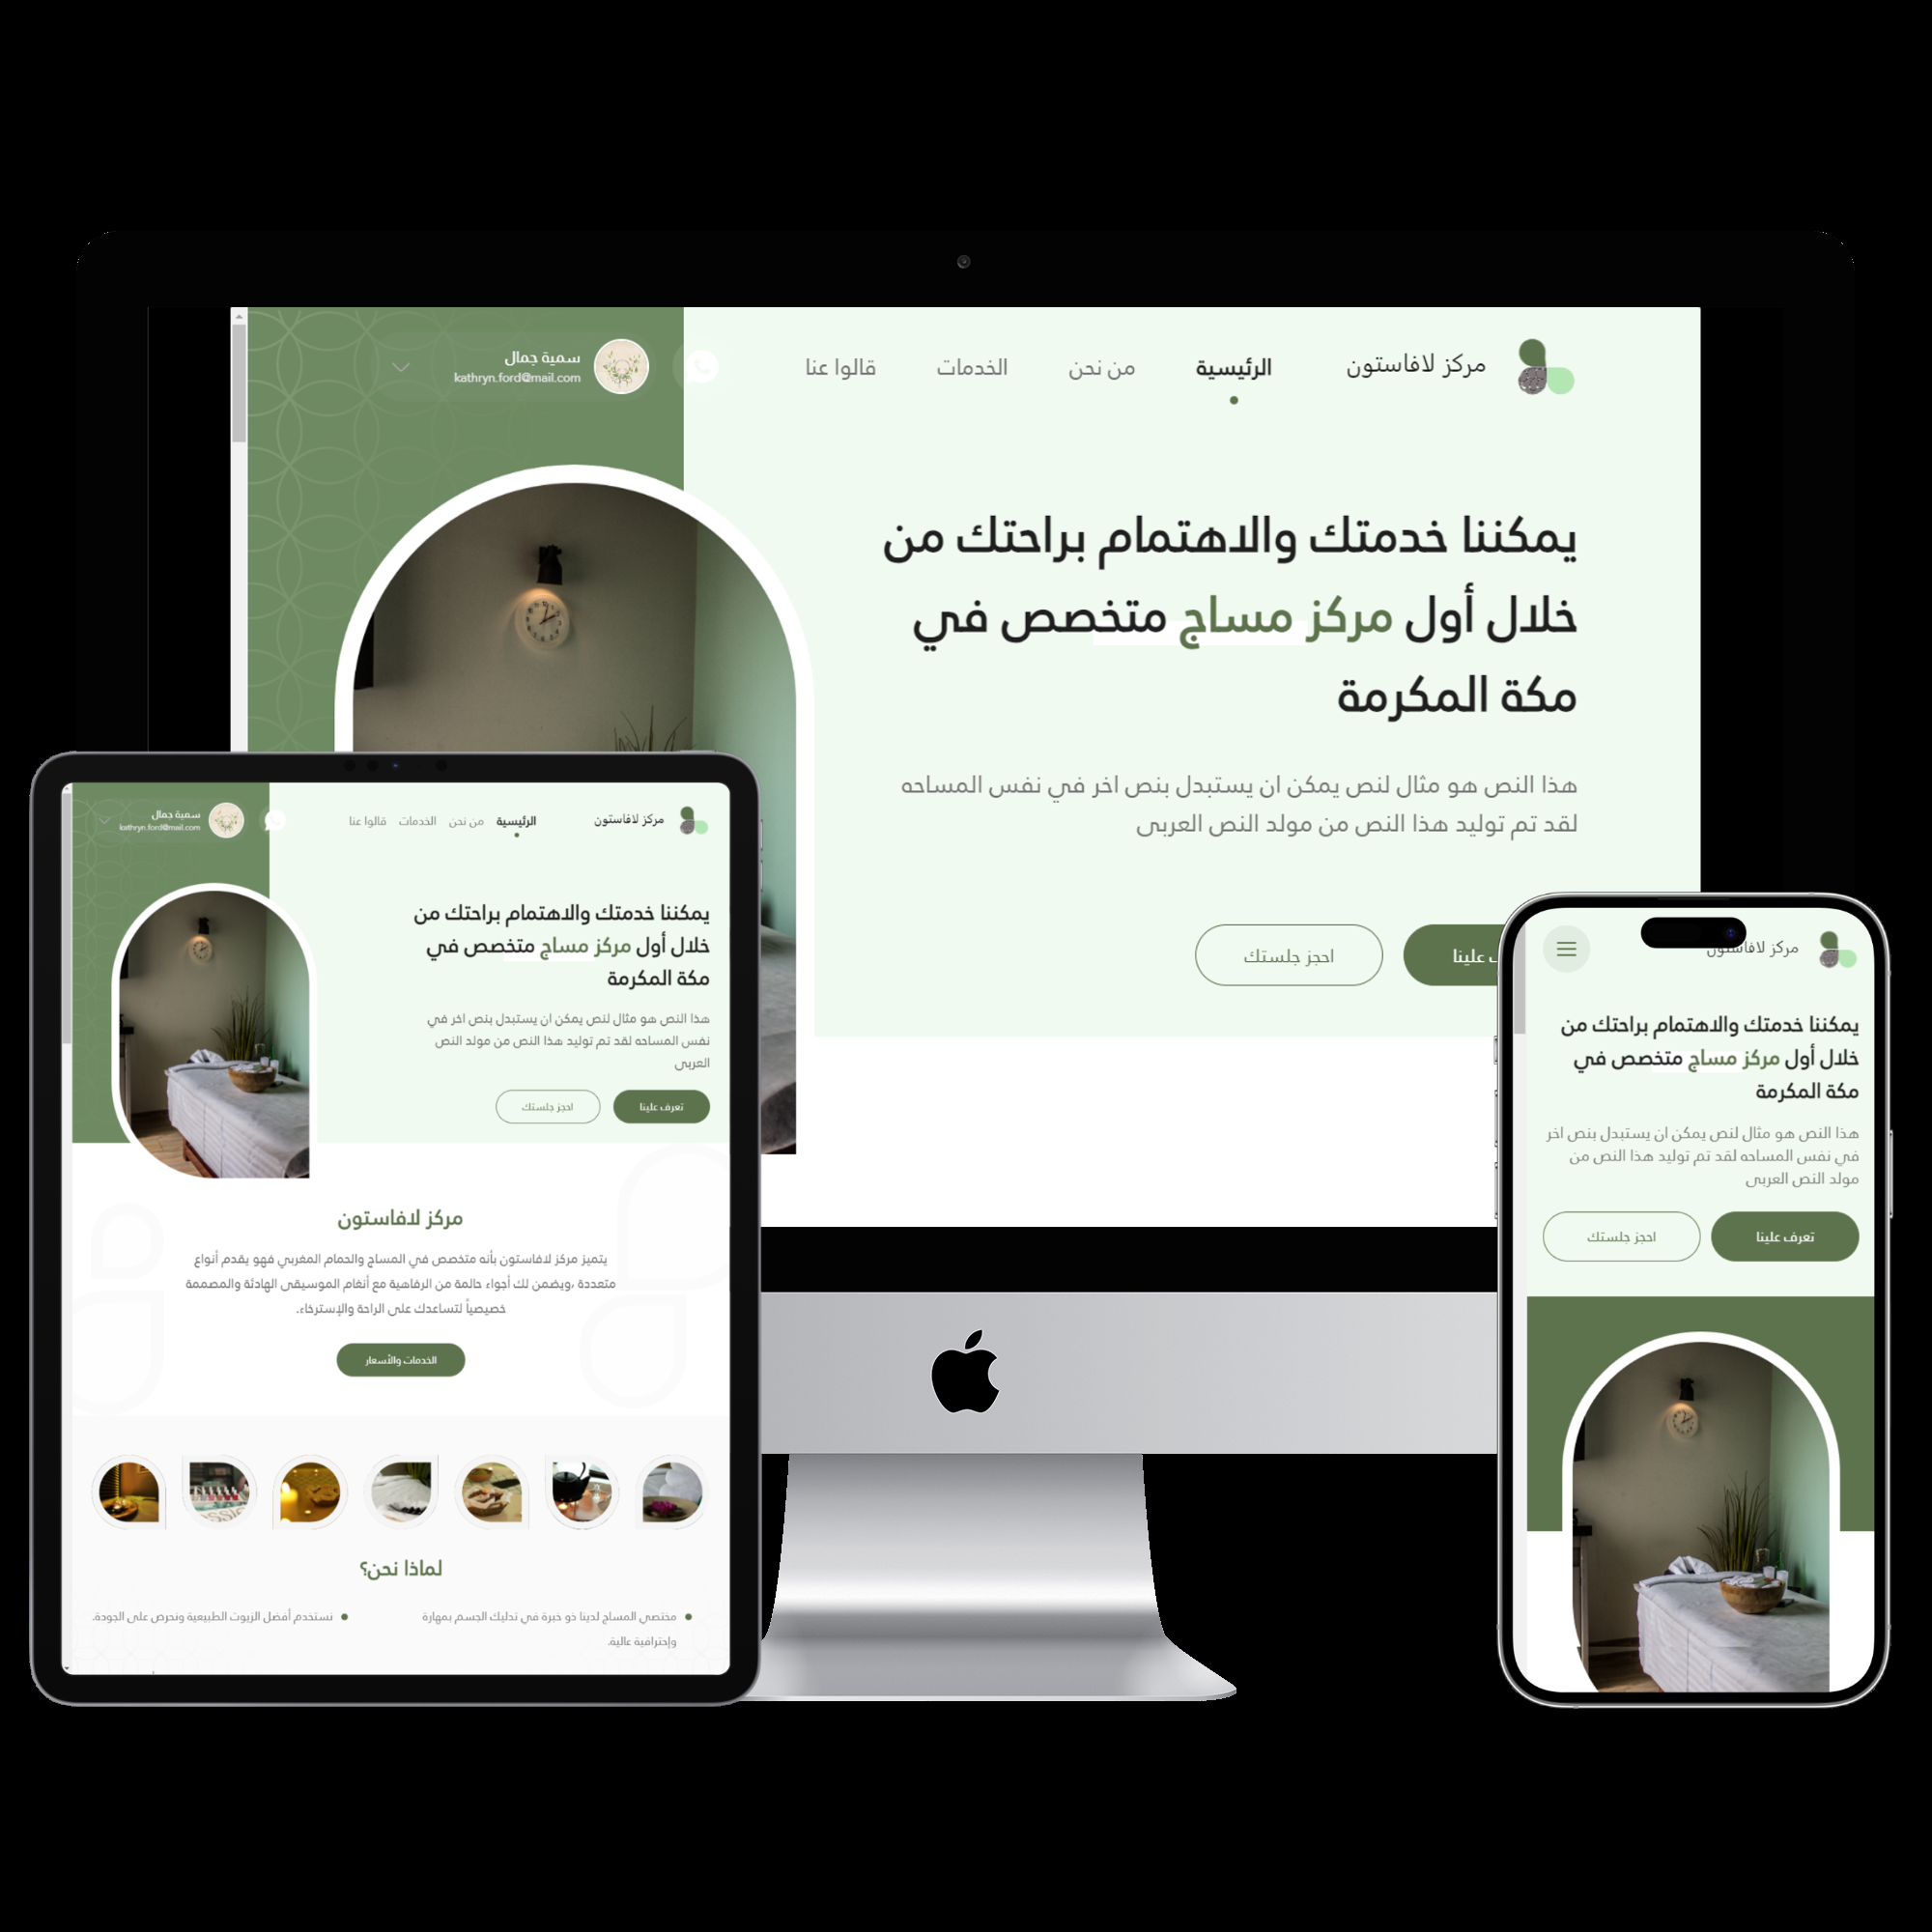 مركز لافاستون
الرئيسية
من نحن
الخدمات
قالوا عنا
سمية جمال
kathryn.ford@mail.com
يمكننا خدمتك والاهتمام براحتك من
خلال أول مركز مساج متخصص في
مكة المكرمة
هذا النص هو مثال لنص يمكن ان يستبدل بنص اخر في نفس المساحه
لقد تم توليد هذا النص من مولد النص العربى
علينا
احجز جلستك
مركز لافاستون
الرئيسية
من نحن
الخدمات
قالوا عنا
سمية جمال
kathryn.ford@mail.com
يمكننا خدمتك والاهتمام براحتك من
خلال أول مركز مساج متخصص في
مكة المكرمة
هذا النص هو مثال لنص يمكن ان يستبدل بنص اخر في
نفس المساحه لقد تم توليد هذا النص من مولد النص
العربى
تعرف علينا
احجز جلستك
مركز لافاستون
يتميز مركز لافاستون بأنه متخصص في المساج والحمام المغربي فهو يقدم أنواع
متعددة ،ويضمن لك أجواء حالمة من الرفاهية مع أنغام الموسيقى الهادئة والمصممة
خصيصياً لتساعدك على الراحة والإسترخاء.
الخدمات والأسعار
لماذا نحن؟
مختصي المساج لدينا ذو خبرة في تدليك الجسم بمهارة
وإحترافية عالية.
نستخدم أفضل الزيوت الطبيعية ونحرص على الجودة.
مركز لافاستون
يمكننا خدمتك والاهتمام براحتك من
خلال أول مركز مساج متخصص في
مكة المكرمة
هذا النص هو مثال لنص يمكن ان يستبدل بنص اخر
في نفس المساحه لقد تم توليد هذا النص من
مولد النص العربى
تعرف علينا
احجز جلستك